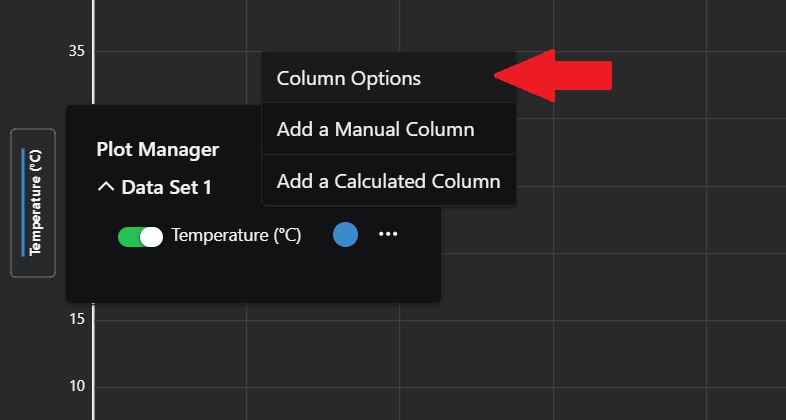 35
Column Options
Add a Manual Column
Add a Calculated Column
Plot Manager
Data Set 1
Temperature (°C)
Temperature (°C)
15
10